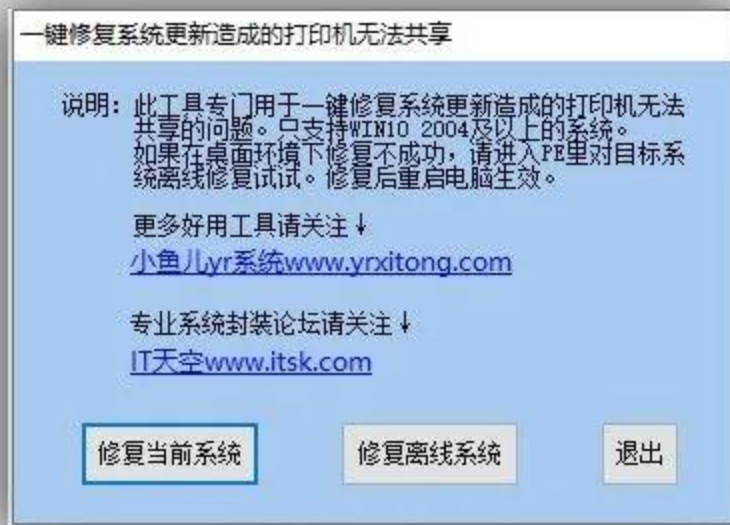 一键修复系统更新造成的打印机无法共享
说明：此工具专门用于一键修复系统更新造成的打印机无法
共享的问题。只支持WIN10 2004及以上的系统。
如果在桌面环境下修复不成功，请进入PE里对目标系
统离线修复试试。修复后重启电脑生效。
更多好用工具请关注↓
小鱼儿yr系统www.yrxitong.com
专业系统封装论坛请关注↓
IT天空www.itsk.com
修复当前系统 修复离线系统 退出